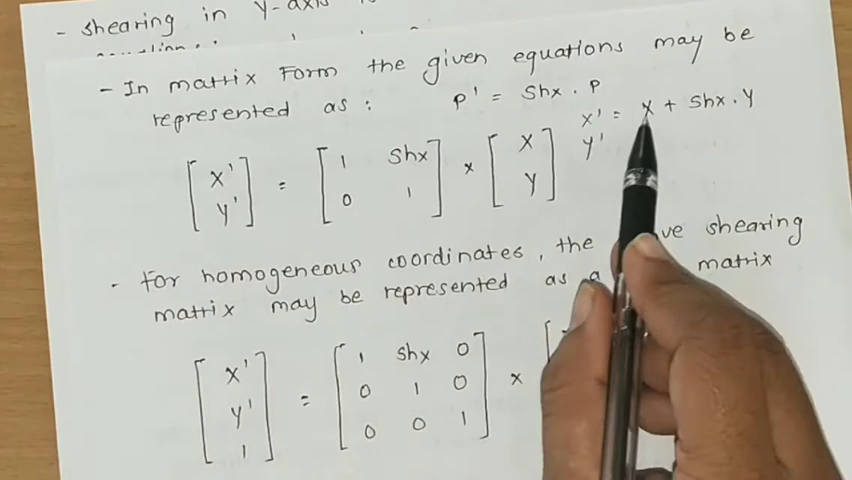 - shearing in Y-axis
- In matrix Form the given equations may be
represented as : P' = Shx . P
x' = x + Shx . y
y'
[x' y'] = [1 Shx 0 1] × [x y]
. For homogeneous coordinates, the shearing
matrix may be represented as a matrix
[x' y' 1] = [1 shx 0 0 1 0 0 0 1] ×